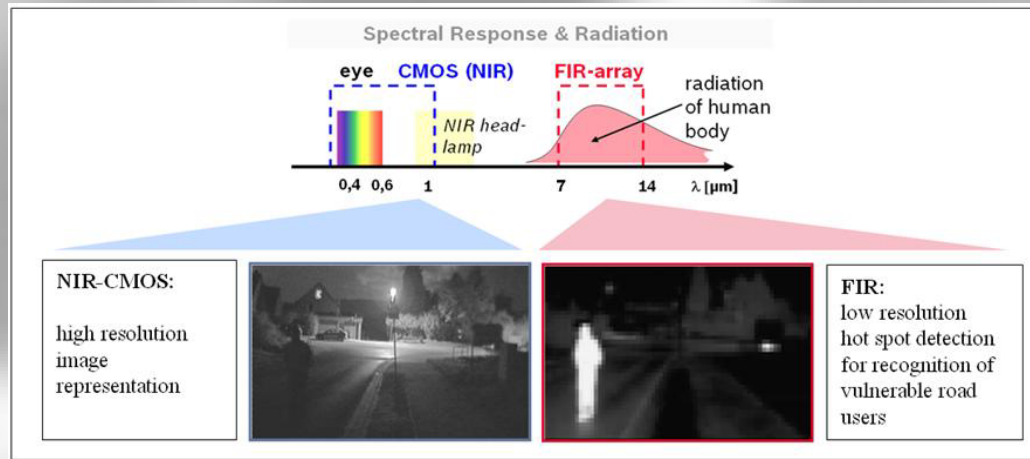 Spectral Response & Radiation
eye
CMOS (NIR)
FIR-array
radiation
of human
body
NIR head-
lamp
0,4
0,6
1
7
14
λ [µm]
NIR-CMOS:
high resolution
image
representation
FIR:
low resolution
hot spot detection
for recognition of
vulnerable road
users